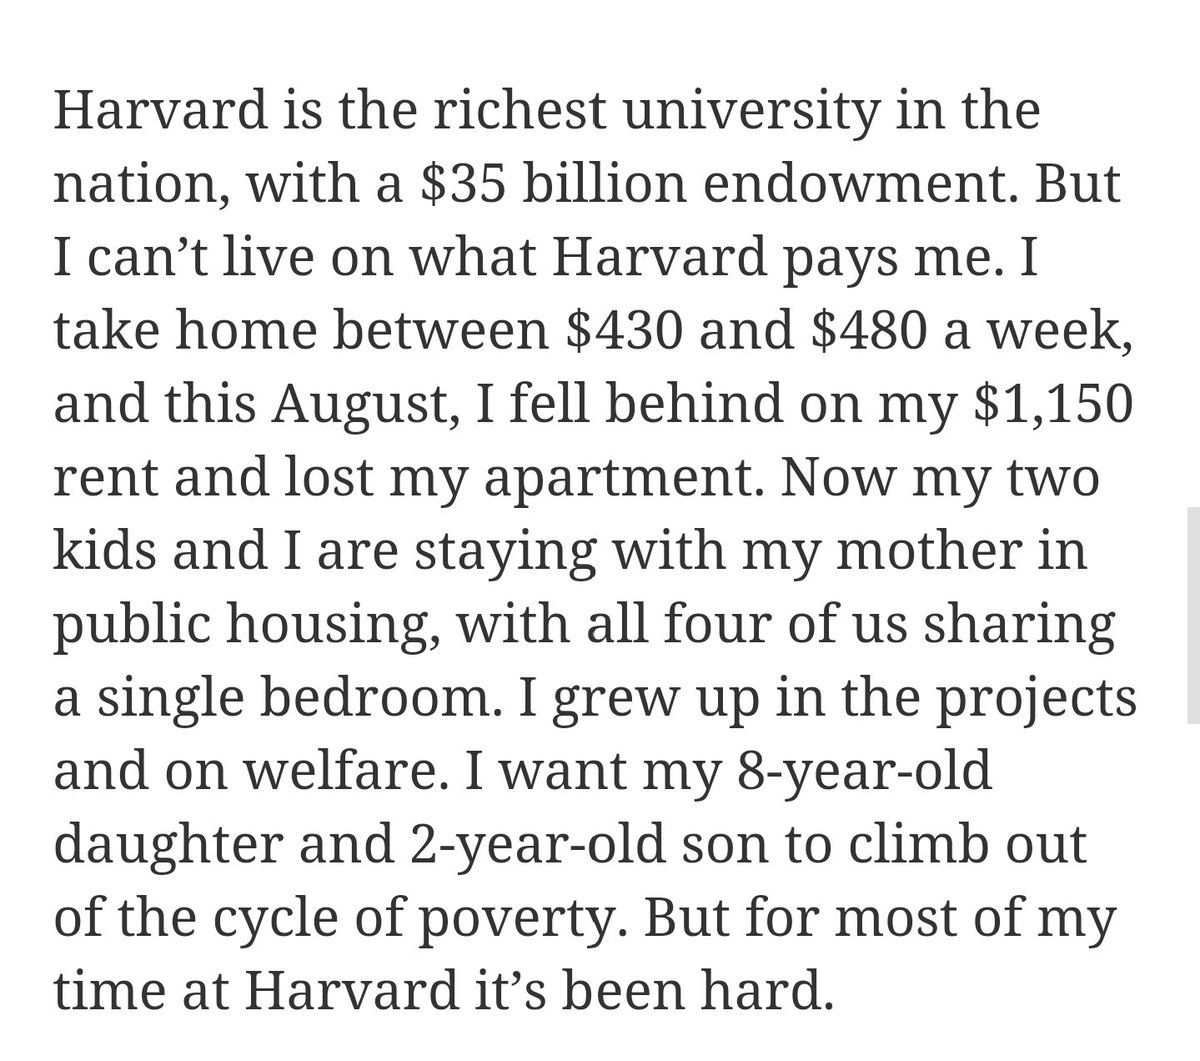 Harvard is the richest university in the
nation, with a $35 billion endowment. But
I can’t live on what Harvard pays me. I
take home between $430 and $480 a week,
and this August, I fell behind on my $1,150
rent and lost my apartment. Now my two
kids and I are staying with my mother in
public housing, with all four of us sharing
a single bedroom. I grew up in the projects
and on welfare. I want my 8-year-old
daughter and 2-year-old son to climb out
of the cycle of poverty. But for most of my
time at Harvard it’s been hard.